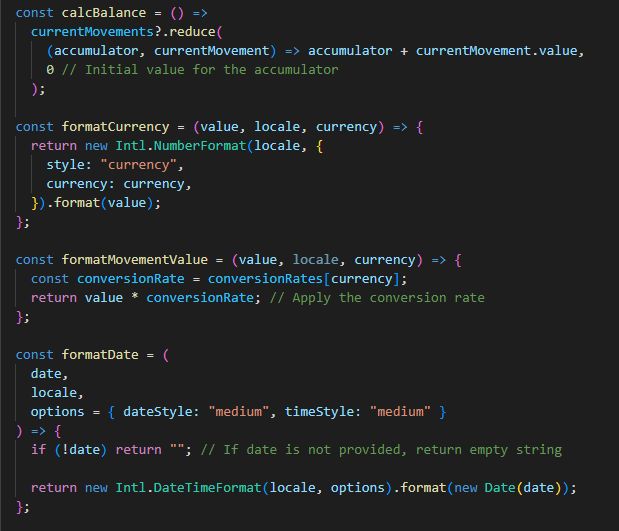 const calcBalance = () =>
  currentMovements?.reduce(
    (accumulator, currentMovement) => accumulator + currentMovement.value,
    0 // Initial value for the accumulator
  );

const formatCurrency = (value, locale, currency) => {
  return new Intl.NumberFormat(locale, {
    style: "currency",
    currency: currency,
  }).format(value);
};

const formatMovementValue = (value, locale, currency) => {
  const conversionRate = conversionRates[currency];
  return value * conversionRate; // Apply the conversion rate
};

const formatDate = (
  date,
  locale,
  options = { dateStyle: "medium", timeStyle: "medium" }
) => {
  if (!date) return ""; // If date is not provided, return empty string

  return new Intl.DateTimeFormat(locale, options).format(new Date(date));
};